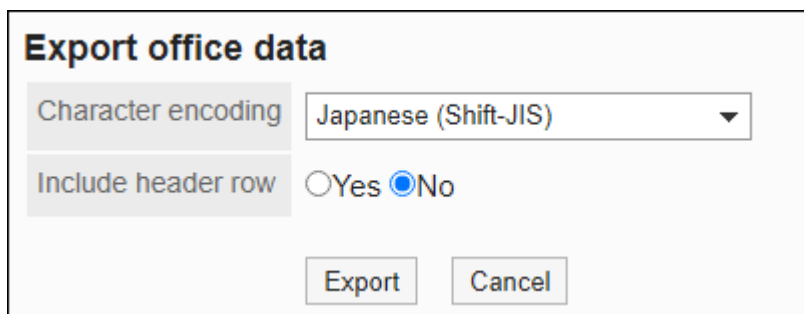 Export office data
Character encoding Japanese (Shift-JIS)
Include header row Yes No
Export Cancel